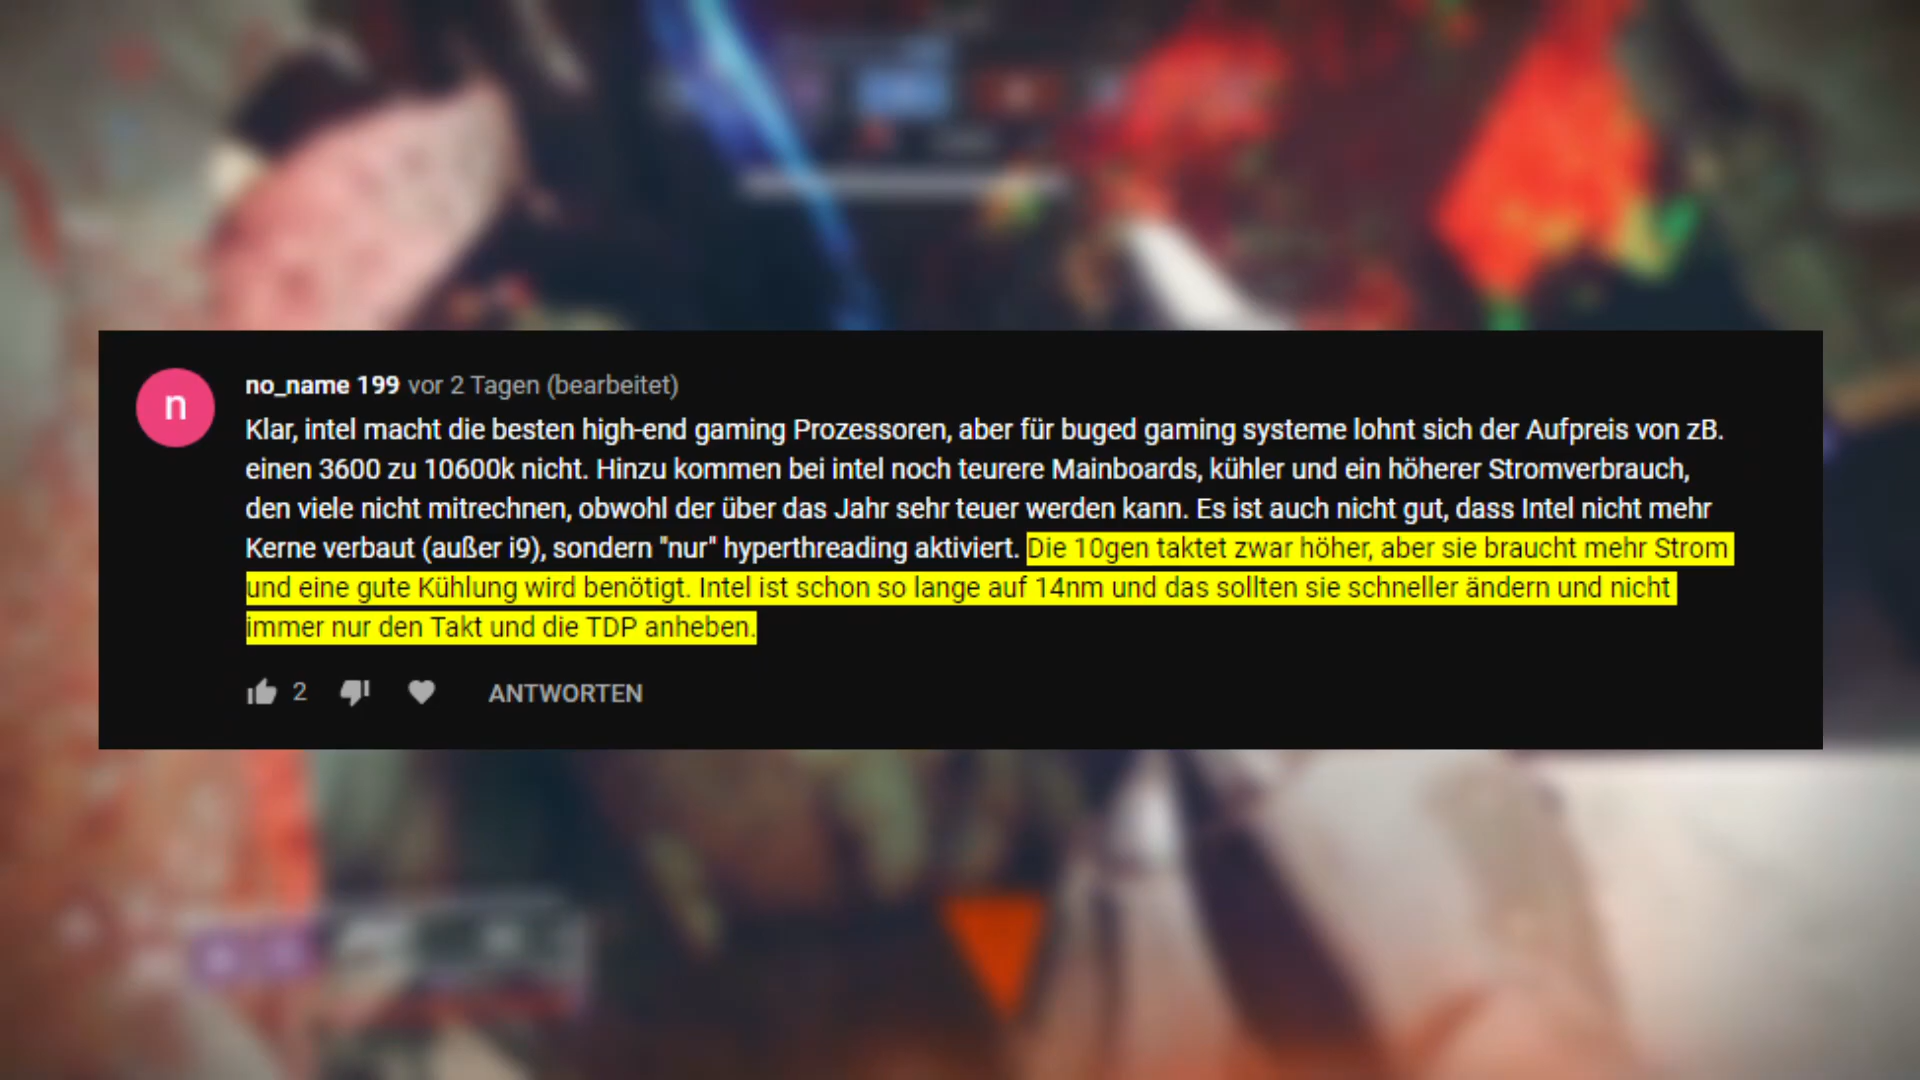 n
no_name 199 vor 2 Tagen (bearbeitet)
Klar, intel macht die besten high-end gaming Prozessoren, aber für buged gaming systeme lohnt sich der Aufpreis von zB.
einen 3600 zu 10600k nicht. Hinzu kommen bei intel noch teurere Mainboards, kühler und ein höherer Stromverbrauch,
den viele nicht mitrechnen, obwohl der über das Jahr sehr teuer werden kann. Es ist auch nicht gut, dass Intel nicht mehr
Kerne verbaut (außer i9), sondern "nur" hyperthreading aktiviert. Die 10gen taktet zwar höher, aber sie braucht mehr Strom
und eine gute Kühlung wird benötigt. Intel ist schon so lange auf 14nm und das sollten sie schneller ändern und nicht
immer nur den Takt und die TDP anheben.
2 ANTWORTEN